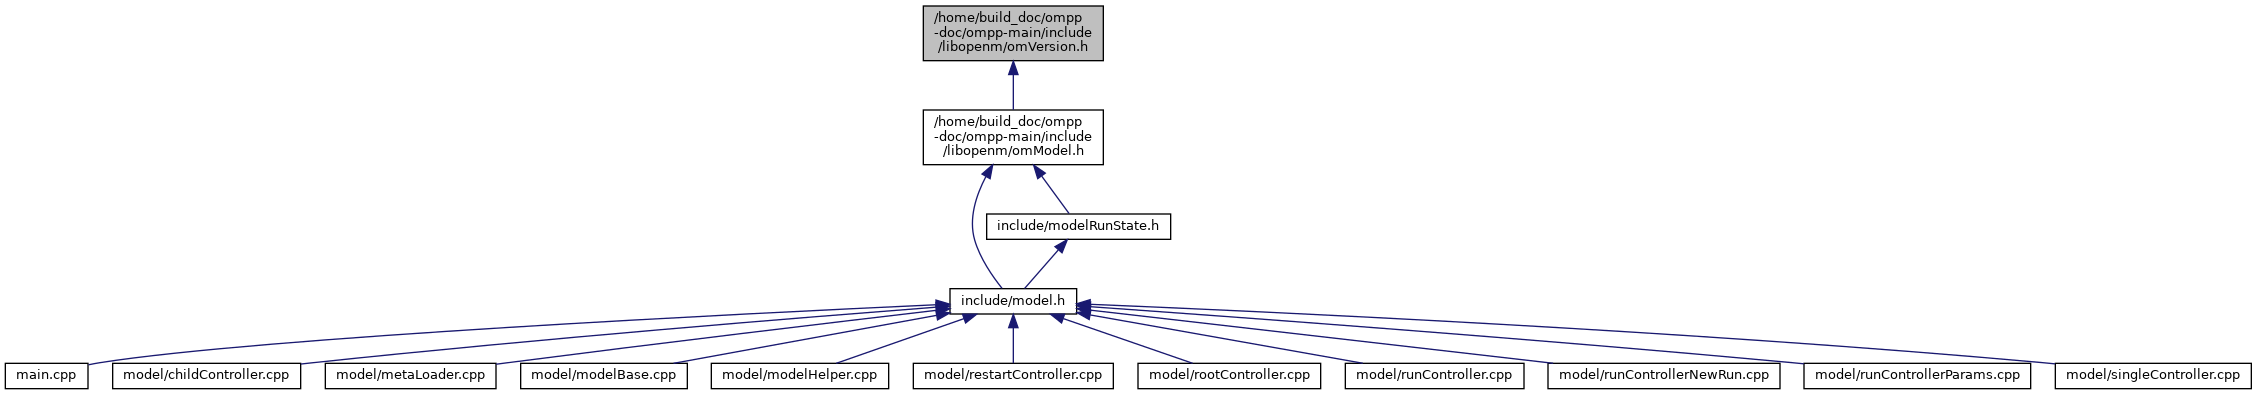 /home/build_doc/ompp
-doc/ompp-main/include
/libopenm/omVersion.h
/home/build_doc/ompp
-doc/ompp-main/include
/libopenm/omModel.h
include/modelRunState.h
include/model.h
main.cpp
model/childController.cpp
model/metaLoader.cpp
model/modelBase.cpp
model/modelHelper.cpp
model/restartController.cpp
model/rootController.cpp
model/runController.cpp
model/runControllerNewRun.cpp
model/runControllerParams.cpp
model/singleController.cpp